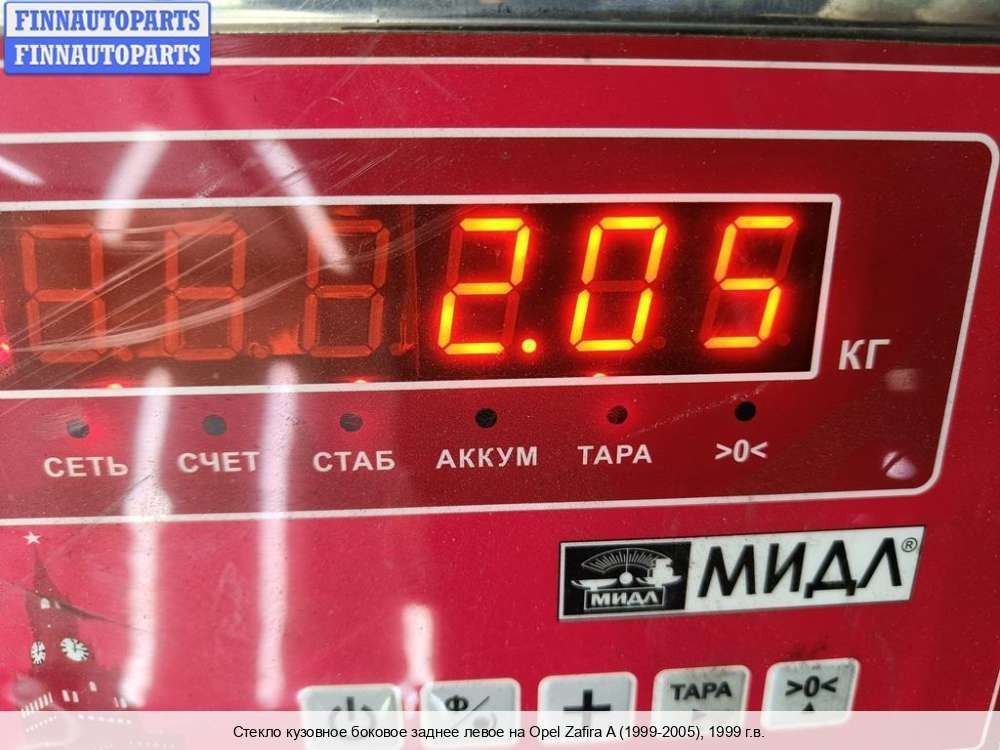 FINNAUTOPARTS
FINNAUTOPARTS
2.05
КГ
СЕТЬ СЧЕТ СТАБ АККУМ ТАРА >0<
МИДЛ МИДЛ®
Ф ТАРА >0<
+
Стекло кузовное боковое заднее левое на Opel Zafira A (1999-2005), 1999 г.в.